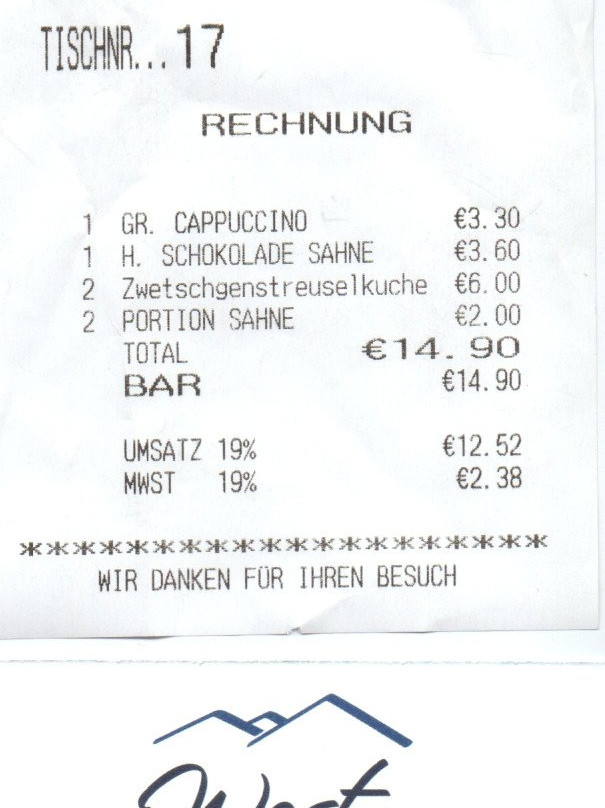 TISCHNR...17
RECHNUNG
1 GR. CAPPUCCINO €3.30
1 H. SCHOKOLADE SAHNE €3.60
2 Zwetschgenstreuselkuche €6.00
2 PORTION SAHNE €2.00
TOTAL €14.90
BAR €14.90
UMSATZ 19% €12.52
MWST 19% €2.38
*********************
WIR DANKEN FÜR IHREN BESUCH
West